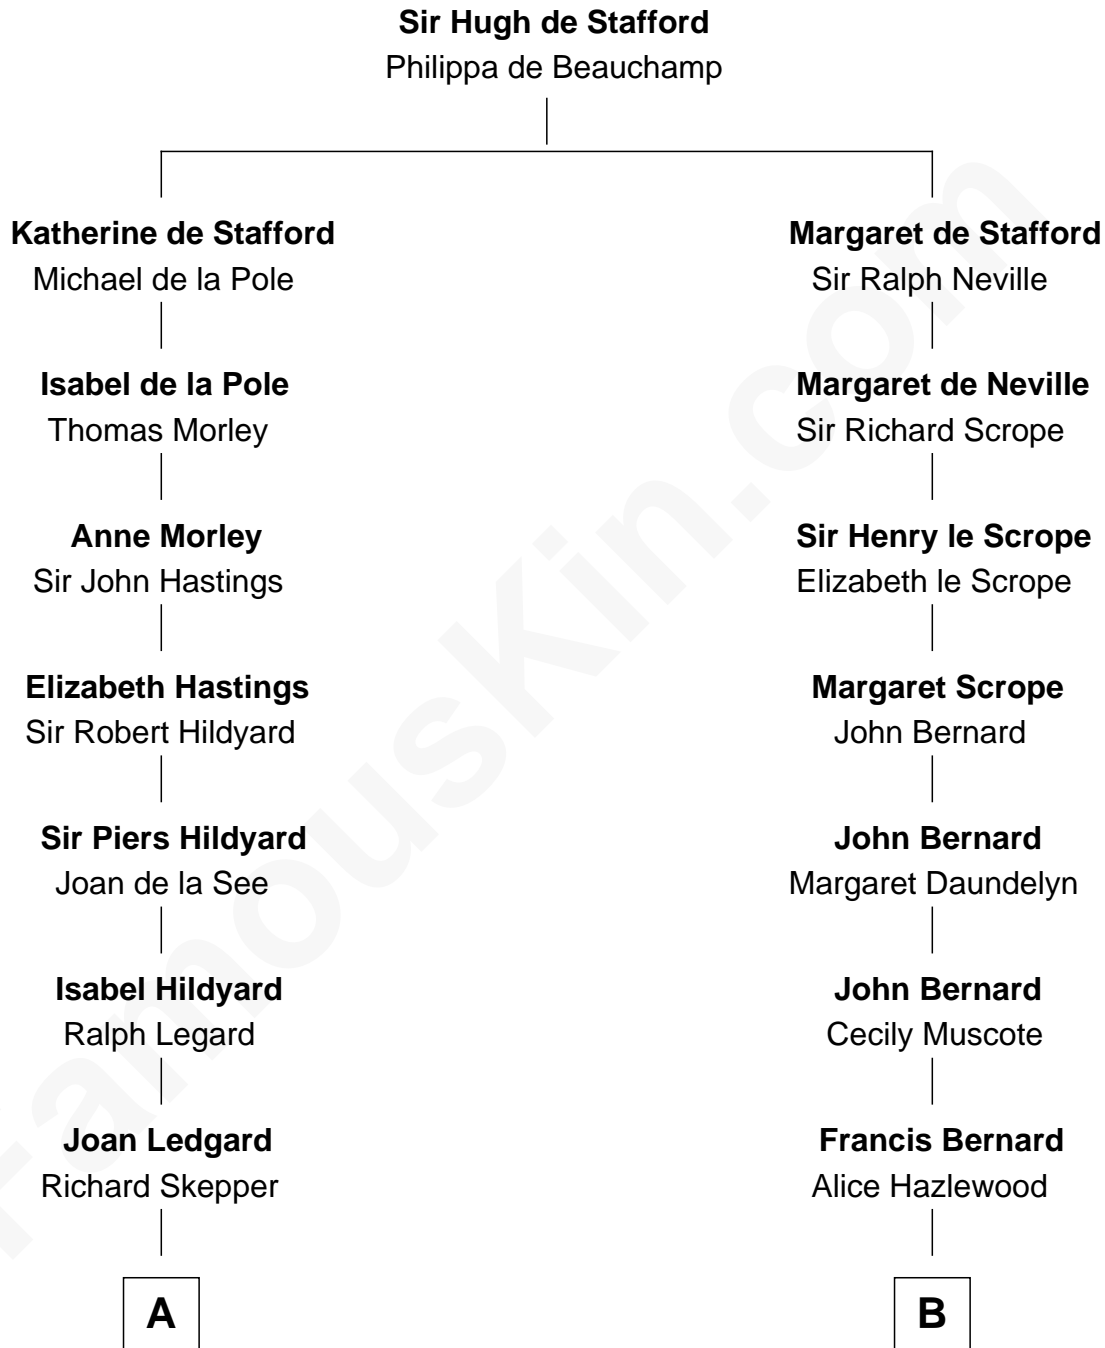 Sir Hugh de Stafford
Philippa de Beauchamp
Katherine de Stafford
Michael de la Pole
Isabel de la Pole
Thomas Morley
Anne Morley
Sir John Hastings
Elizabeth Hastings
Sir Robert Hildyard
Sir Piers Hildyard
Joan de la See
Isabel Hildyard
Ralph Legard
Joan Ledgard
Richard Skepper
A
Margaret de Stafford
Sir Ralph Neville
Margaret de Neville
Sir Richard Scrope
Sir Henry le Scrope
Elizabeth le Scrope
Margaret Scrope
John Bernard
John Bernard
Margaret Daundelyn
John Bernard
Cecily Muscote
Francis Bernard
Alice Hazlewood
B
FamousKin.com